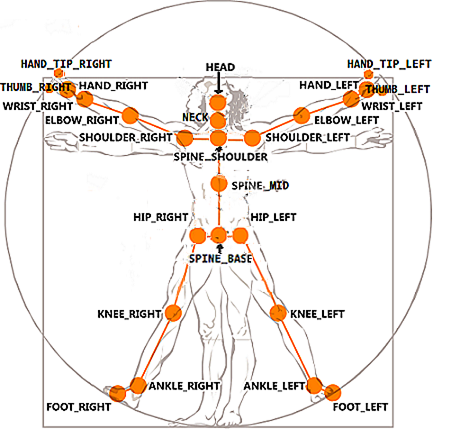 HAND_TIP_RIGHT
HEAD
HAND_TIP_LEFT
THUMB_RIGHT
HAND_RIGHT
HAND_LEFT
THUMB_LEFT
WRIST_RIGHT
WRIST_LEFT
ELBOW_RIGHT
NECK
ELBOW_LEFT
SHOULDER_RIGHT
SHOULDER_LEFT
SPINE_SHOULDER
SPINE_MID
HIP_RIGHT
HIP_LEFT
SPINE_BASE
KNEE_RIGHT
KNEE_LEFT
ANKLE_RIGHT
ANKLE_LEFT
FOOT_RIGHT
FOOT_LEFT